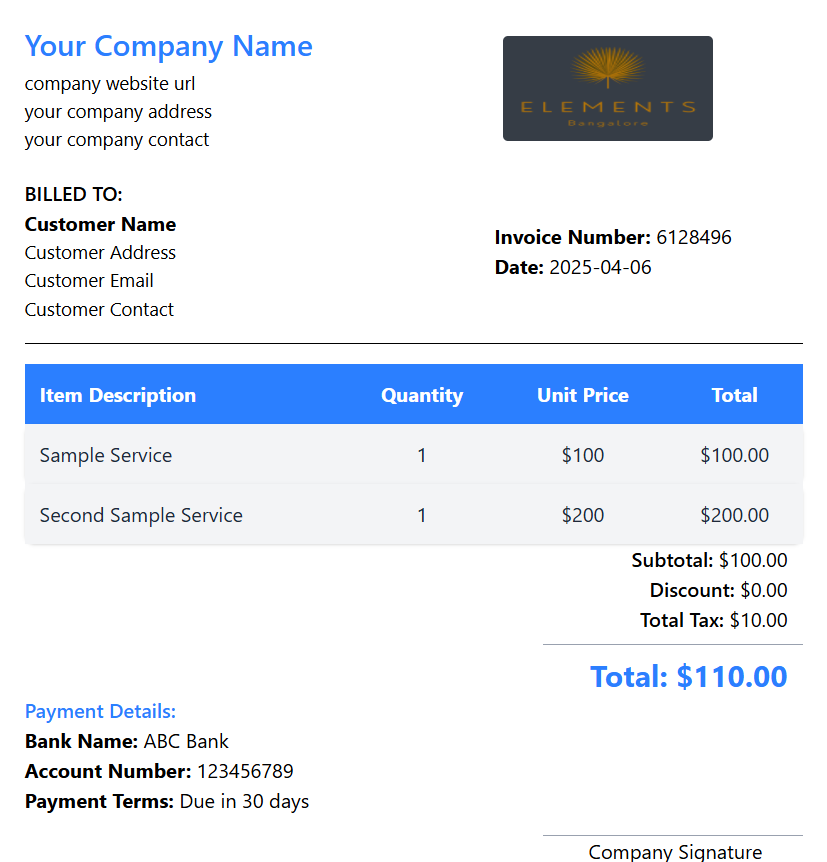 Your Company Name
company website url
your company address
your company contact
ELEMENTS
Bangalore
BILLED TO:
Customer Name
Customer Address
Customer Email
Customer Contact
Invoice Number: 6128496
Date: 2025-04-06
Item Description Quantity Unit Price Total
Sample Service 1 $100 $100.00
Second Sample Service 1 $200 $200.00
Subtotal: $100.00
Discount: $0.00
Total Tax: $10.00
Total: $110.00
Payment Details:
Bank Name: ABC Bank
Account Number: 123456789
Payment Terms: Due in 30 days
Company Signature